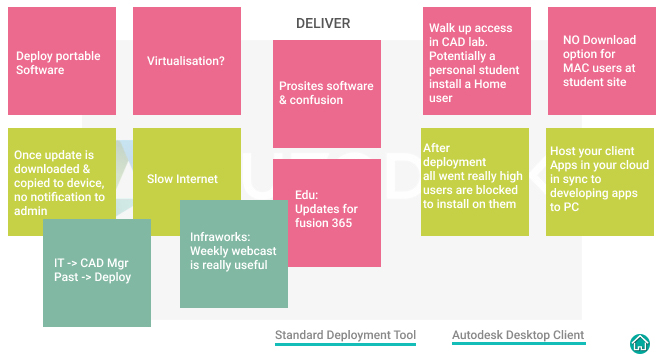 DELIVER
Deploy portable
Software
Virtualisation?
Prosites software
& confusion
Walk up access
in CAD lab.
Potentially a
personal student
install a Home
user
NO Download
option for
MAC users at
student site
Once update is
downloaded &
copied to device,
no notification to
admin
Slow Internet
Edu:
Updates for
fusion 365
After
deployment
all went really high
users are blocked
to install on them
Host your client
Apps in your cloud
in sync to
developing apps
to PC
IT -> CAD Mgr
Past -> Deploy
Infraworks:
Weekly webcast
is really useful
Standard Deployment Tool
Autodesk Desktop Client